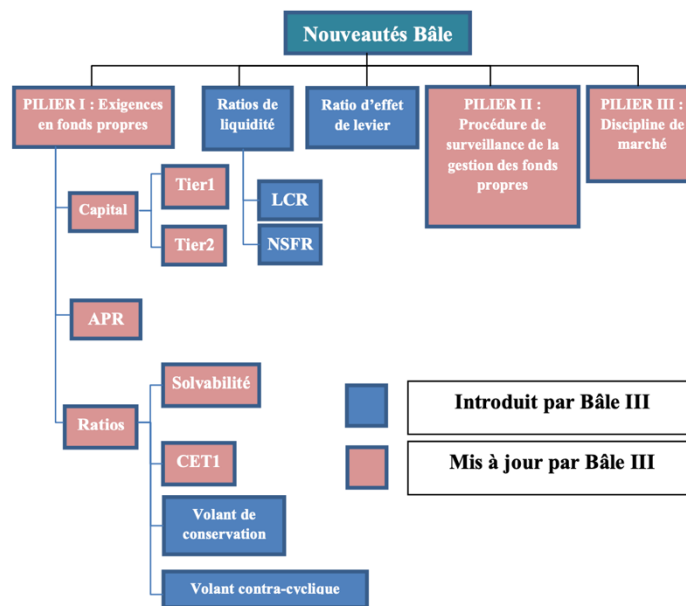 Nouveautés Bâle
PILIER I : Exigences
en fonds propres
Ratios de
liquidité
Ratio d'effet
de levier
PILIER II :
Procédure de
surveillance de la
gestion des fonds
propres
PILIER III :
Discipline de
marché
Capital
Tier1
Tier2
LCR
NSFR
APR
Ratios
Solvabilité
CET1
Volant de
conservation
Volant contra-cyclique
Introduit par Bâle III
Mis à jour par Bâle III